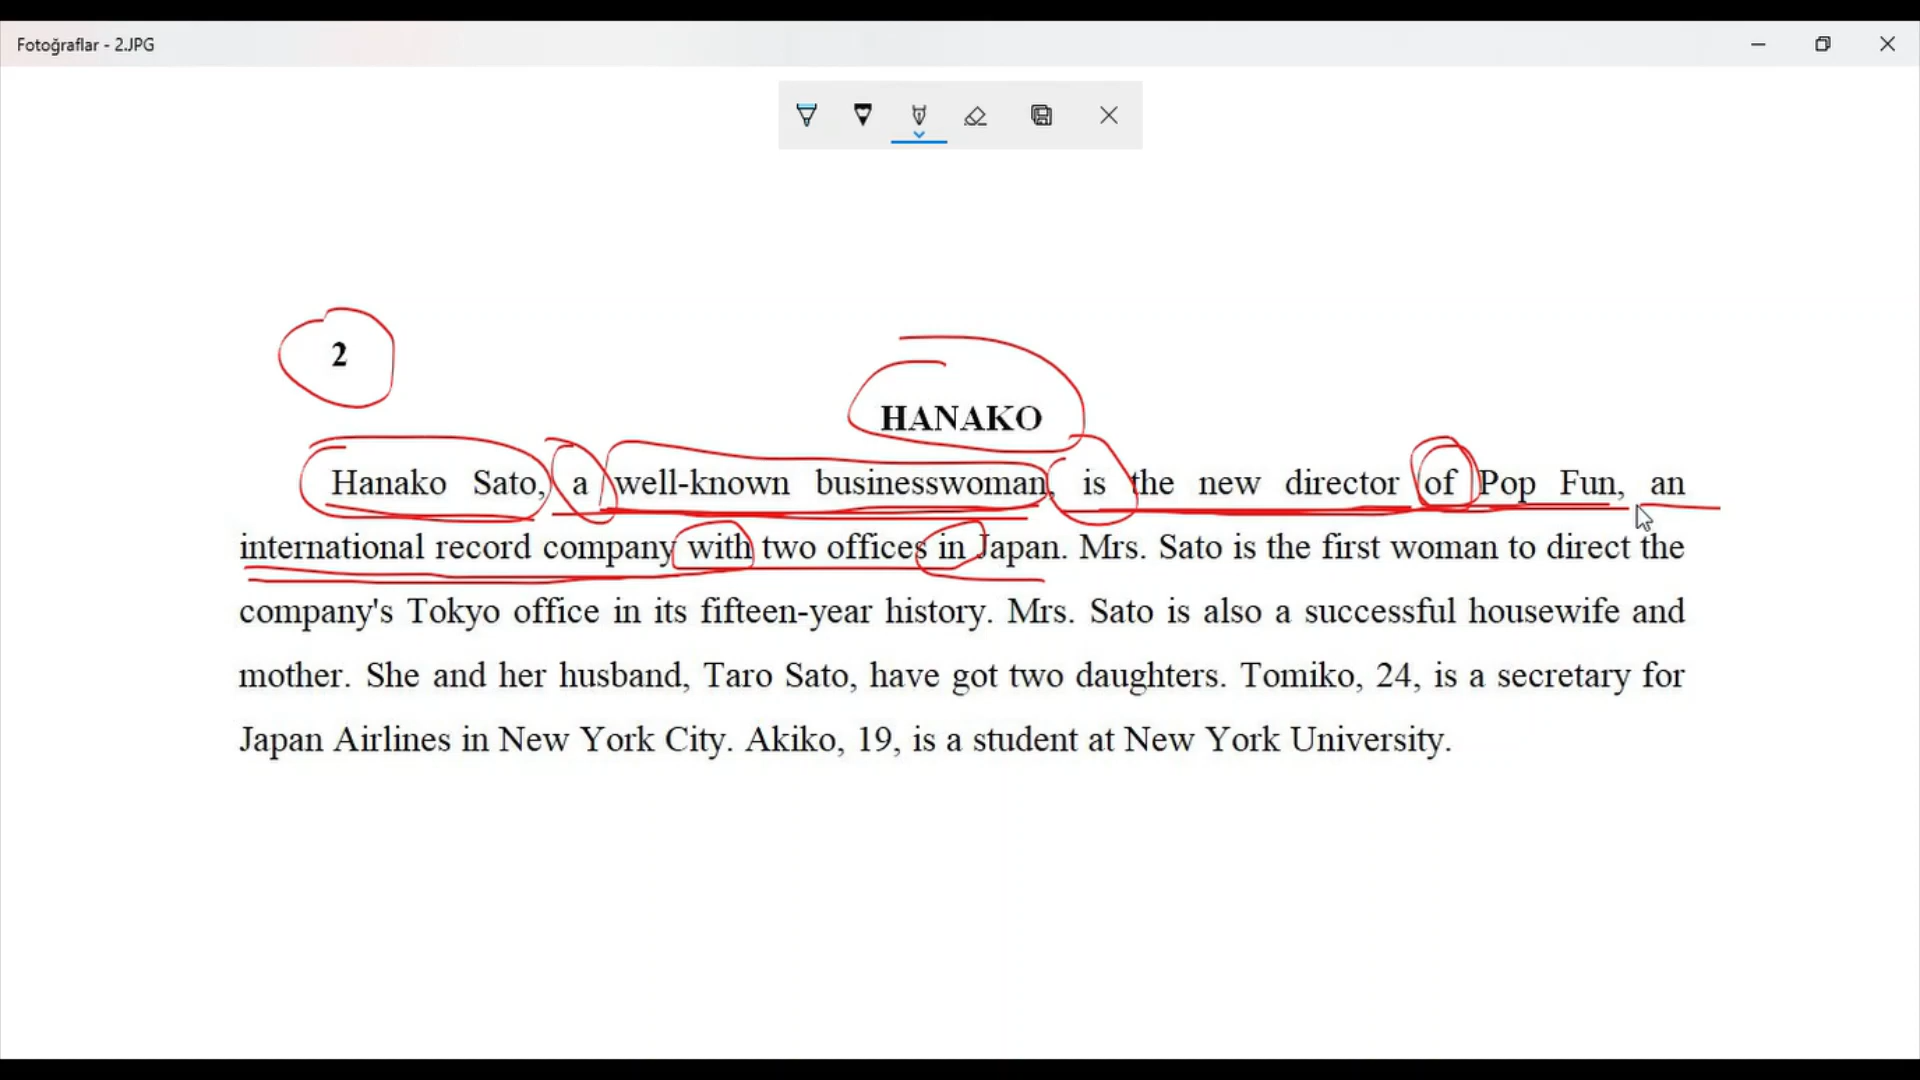 Fotoğraflar - 2.JPG
2
HANAKO
Hanako Sato, a well-known businesswoman, is the new director of Pop Fun, an
international record company with two offices in Japan. Mrs. Sato is the first woman to direct the
company's Tokyo office in its fifteen-year history. Mrs. Sato is also a successful housewife and
mother. She and her husband, Taro Sato, have got two daughters. Tomiko, 24, is a secretary for
Japan Airlines in New York City. Akiko, 19, is a student at New York University.